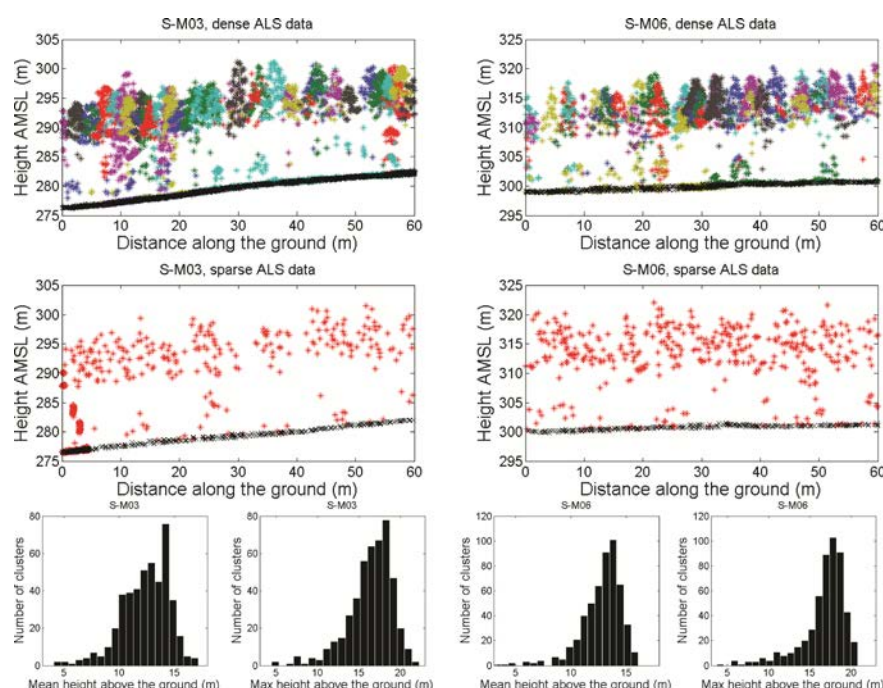 S-M03, dense ALS data
Height AMSL (m)
305
300
295
290
285
280
275
0 10 20 30 40 50 60
Distance along the ground (m)
S-M06, dense ALS data
Height AMSL (m)
325
320
315
310
305
300
295
0 10 20 30 40 50 60
Distance along the ground (m)
S-M03, sparse ALS data
Height AMSL (m)
305
300
295
290
285
280
275
0 10 20 30 40 50 60
Distance along the ground (m)
S-M06, sparse ALS data
Height AMSL (m)
325
320
315
310
305
300
295
0 10 20 30 40 50 60
Distance along the ground (m)
S-M03
Number of clusters
80
60
40
20
0
5 10 15
Mean height above the ground (m)
S-M03
Number of clusters
80
60
40
20
0
5 10 15 20
Max height above the ground (m)
S-M06
Number of clusters
120
100
80
60
40
20
0
5 10 15
Mean height above the ground (m)
S-M06
Number of clusters
120
100
80
60
40
20
0
5 10 15 20
Max height above the ground (m)